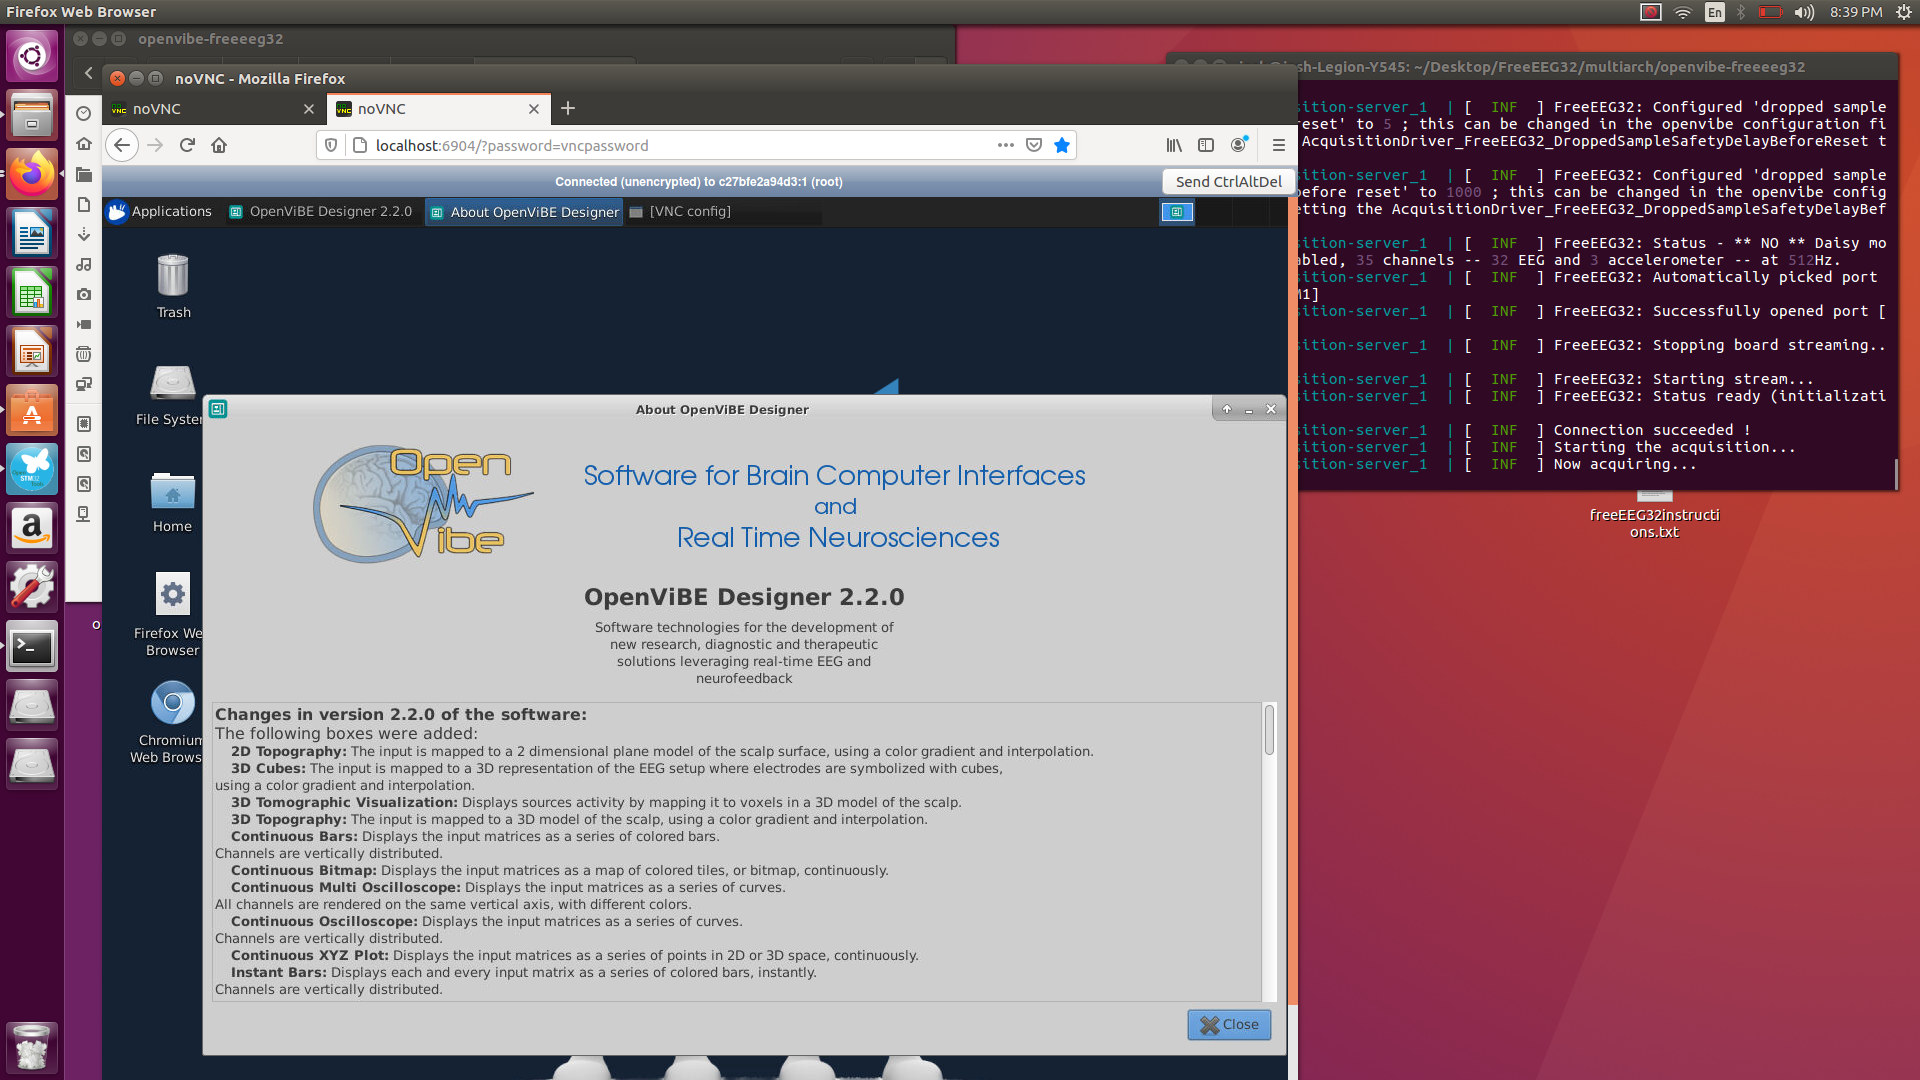 Firefox Web Browser
En
8:39 PM
openvibe-freeeeg32
noVNC - Mozilla Firefox
-Legion-Y545: ~/Desktop/FreeEEG32/multiarch/openvibe-freeeeg32
noVNC
noVNC
localhost:6904/?password=vncpassword
Connected (unencrypted) to c27bfe2a94d3:1 (root)
Send CtrlAltDel
Applications
OpenViBE Designer 2.2.0
About OpenViBE Designer
[VNC config]
Trash
File System
Home
Firefox We
Browser
Chromium
Web Brows
sition-server_1 | [ INF ] FreeEEG32: Configured 'dropped sample
reset' to 5 ; this can be changed in the openvibe configuration fi
AcquisitionDriver_FreeEEG32_DroppedSampleSafetyDelayBeforeReset t
sition-server_1 | [ INF ] FreeEEG32: Configured 'dropped sample
before reset' to 1000 ; this can be changed in the openvibe config
etting the AcquisitionDriver_FreeEEG32_DroppedSampleSafetyDelayBef
sition-server_1 | [ INF ] FreeEEG32: Status - ** NO ** Daisy mo
abled, 35 channels -- 32 EEG and 3 accelerometer -- at 512Hz.
sition-server_1 | [ INF ] FreeEEG32: Automatically picked port
M1]
sition-server_1 | [ INF ] FreeEEG32: Successfully opened port [
sition-server_1 | [ INF ] FreeEEG32: Stopping board streaming..
sition-server_1 | [ INF ] FreeEEG32: Starting stream...
sition-server_1 | [ INF ] FreeEEG32: Status ready (initializati
sition-server_1 | [ INF ] Connection succeeded !
sition-server_1 | [ INF ] Starting the acquisition...
sition-server_1 | [ INF ] Now acquiring...
freeEEG32instructi
ons.txt
About OpenViBE Designer
Open
Vibe
Software for Brain Computer Interfaces
and
Real Time Neurosciences
OpenViBE Designer 2.2.0
Software technologies for the development of
new research, diagnostic and therapeutic
solutions leveraging real-time EEG and
neurofeedback
Changes in version 2.2.0 of the software:
The following boxes were added:
2D Topography: The input is mapped to a 2 dimensional plane model of the scalp surface, using a color gradient and interpolation.
3D Cubes: The input is mapped to a 3D representation of the EEG setup where electrodes are symbolized with cubes,
using a color gradient and interpolation.
3D Tomographic Visualization: Displays sources activity by mapping it to voxels in a 3D model of the scalp.
3D Topography: The input is mapped to a 3D model of the scalp, using a color gradient and interpolation.
Continuous Bars: Displays the input matrices as a series of colored bars.
Channels are vertically distributed.
Continuous Bitmap: Displays the input matrices as a map of colored tiles, or bitmap, continuously.
Continuous Multi Oscilloscope: Displays the input matrices as a series of curves.
All channels are rendered on the same vertical axis, with different colors.
Continuous Oscilloscope: Displays the input matrices as a series of curves.
Channels are vertically distributed.
Continuous XYZ Plot: Displays the input matrices as a series of points in 2D or 3D space, continuously.
Instant Bars: Displays each and every input matrix as a series of colored bars, instantly.
Channels are vertically distributed.
Close